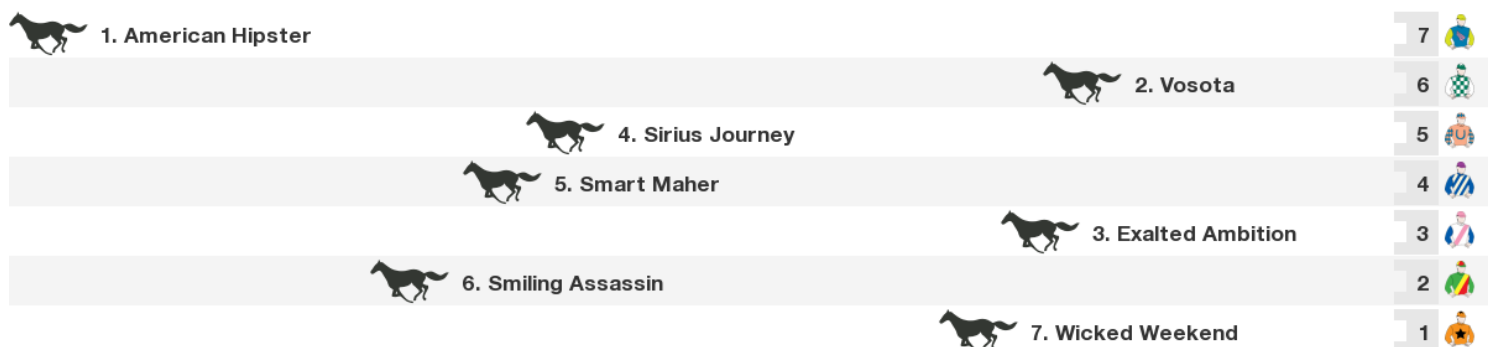 1. American Hipster 7
2. Vosota 6
4. Sirius Journey 5
5. Smart Maher 4
3. Exalted Ambition 3
6. Smiling Assassin 2
7. Wicked Weekend 1